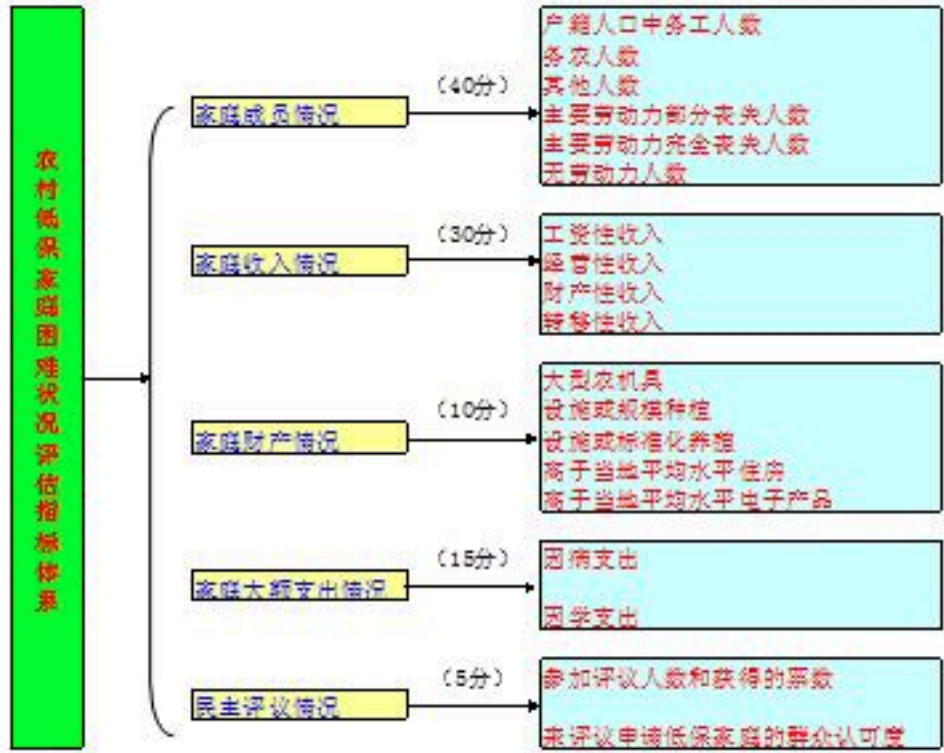 农村低保家庭困难状况评估指标体系
家庭成员情况
（40分）
户籍人口中务工人数
务农人数
其他人数
主要劳动力部分丧失人数
主要劳动力完全丧失人数
无劳动力人数
家庭收入情况
（30分）
工资性收入
经营性收入
财产性收入
转移性收入
家庭财产情况
（10分）
大型农机具
设施或规模种植
设施或标准化养殖
高于当地平均水平住房
高于当地平均水平电子产品
家庭大额支出情况
（15分）
因病支出
因学支出
民主评议情况
（5分）
参加评议人数和获得的票数
来评议申请低保家庭的群众认可度